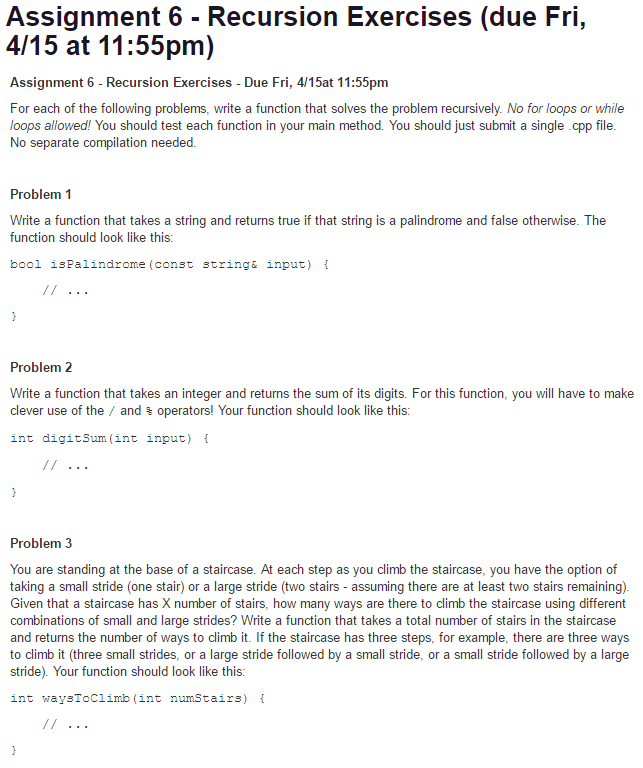 Assignment 6 - Recursion Exercises (due Fri,
4/15 at 11:55pm)
Assignment 6 - Recursion Exercises - Due Fri, 4/15at 11:55pm
For each of the following problems, write a function that solves the problem recursively. No for loops or while
loops allowed! You should test each function in your main method. You should just submit a single .cpp file.
No separate compilation needed.
Problem 1
Write a function that takes a string and returns true if that string is a palindrome and false otherwise. The
function should look like this:
bool isPalindrome(const string& input) {
// ...
}
Problem 2
Write a function that takes an integer and returns the sum of its digits. For this function, you will have to make
clever use of the / and % operators! Your function should look like this:
int digitSum(int input) {
// ...
}
Problem 3
You are standing at the base of a staircase. At each step as you climb the staircase, you have the option of
taking a small stride (one stair) or a large stride (two stairs - assuming there are at least two stairs remaining).
Given that a staircase has X number of stairs, how many ways are there to climb the staircase using different
combinations of small and large strides? Write a function that takes a total number of stairs in the staircase
and returns the number of ways to climb it. If the staircase has three steps, for example, there are three ways
to climb it (three small strides, or a large stride followed by a small stride, or a small stride followed by a large
stride). Your function should look like this:
int waysToClimb(int numStairs) {
// ...
}